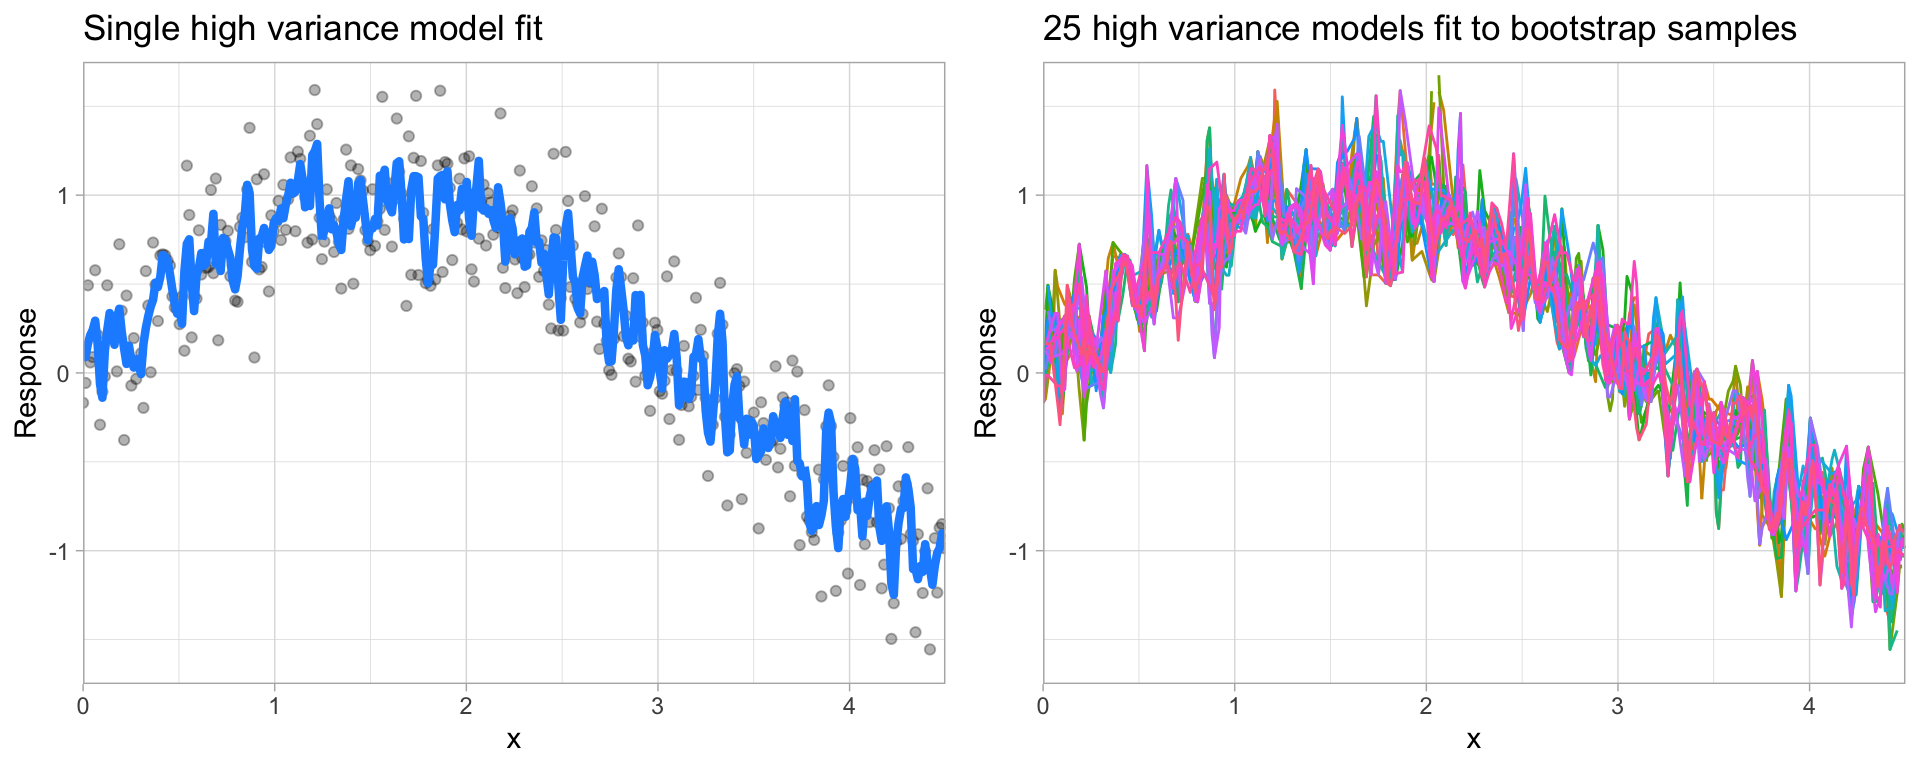 Single high variance model fit
Response
1
0
-1
0 1 2 3 4
x
25 high variance models fit to bootstrap samples
Response
1
0
-1
0 1 2 3 4
x